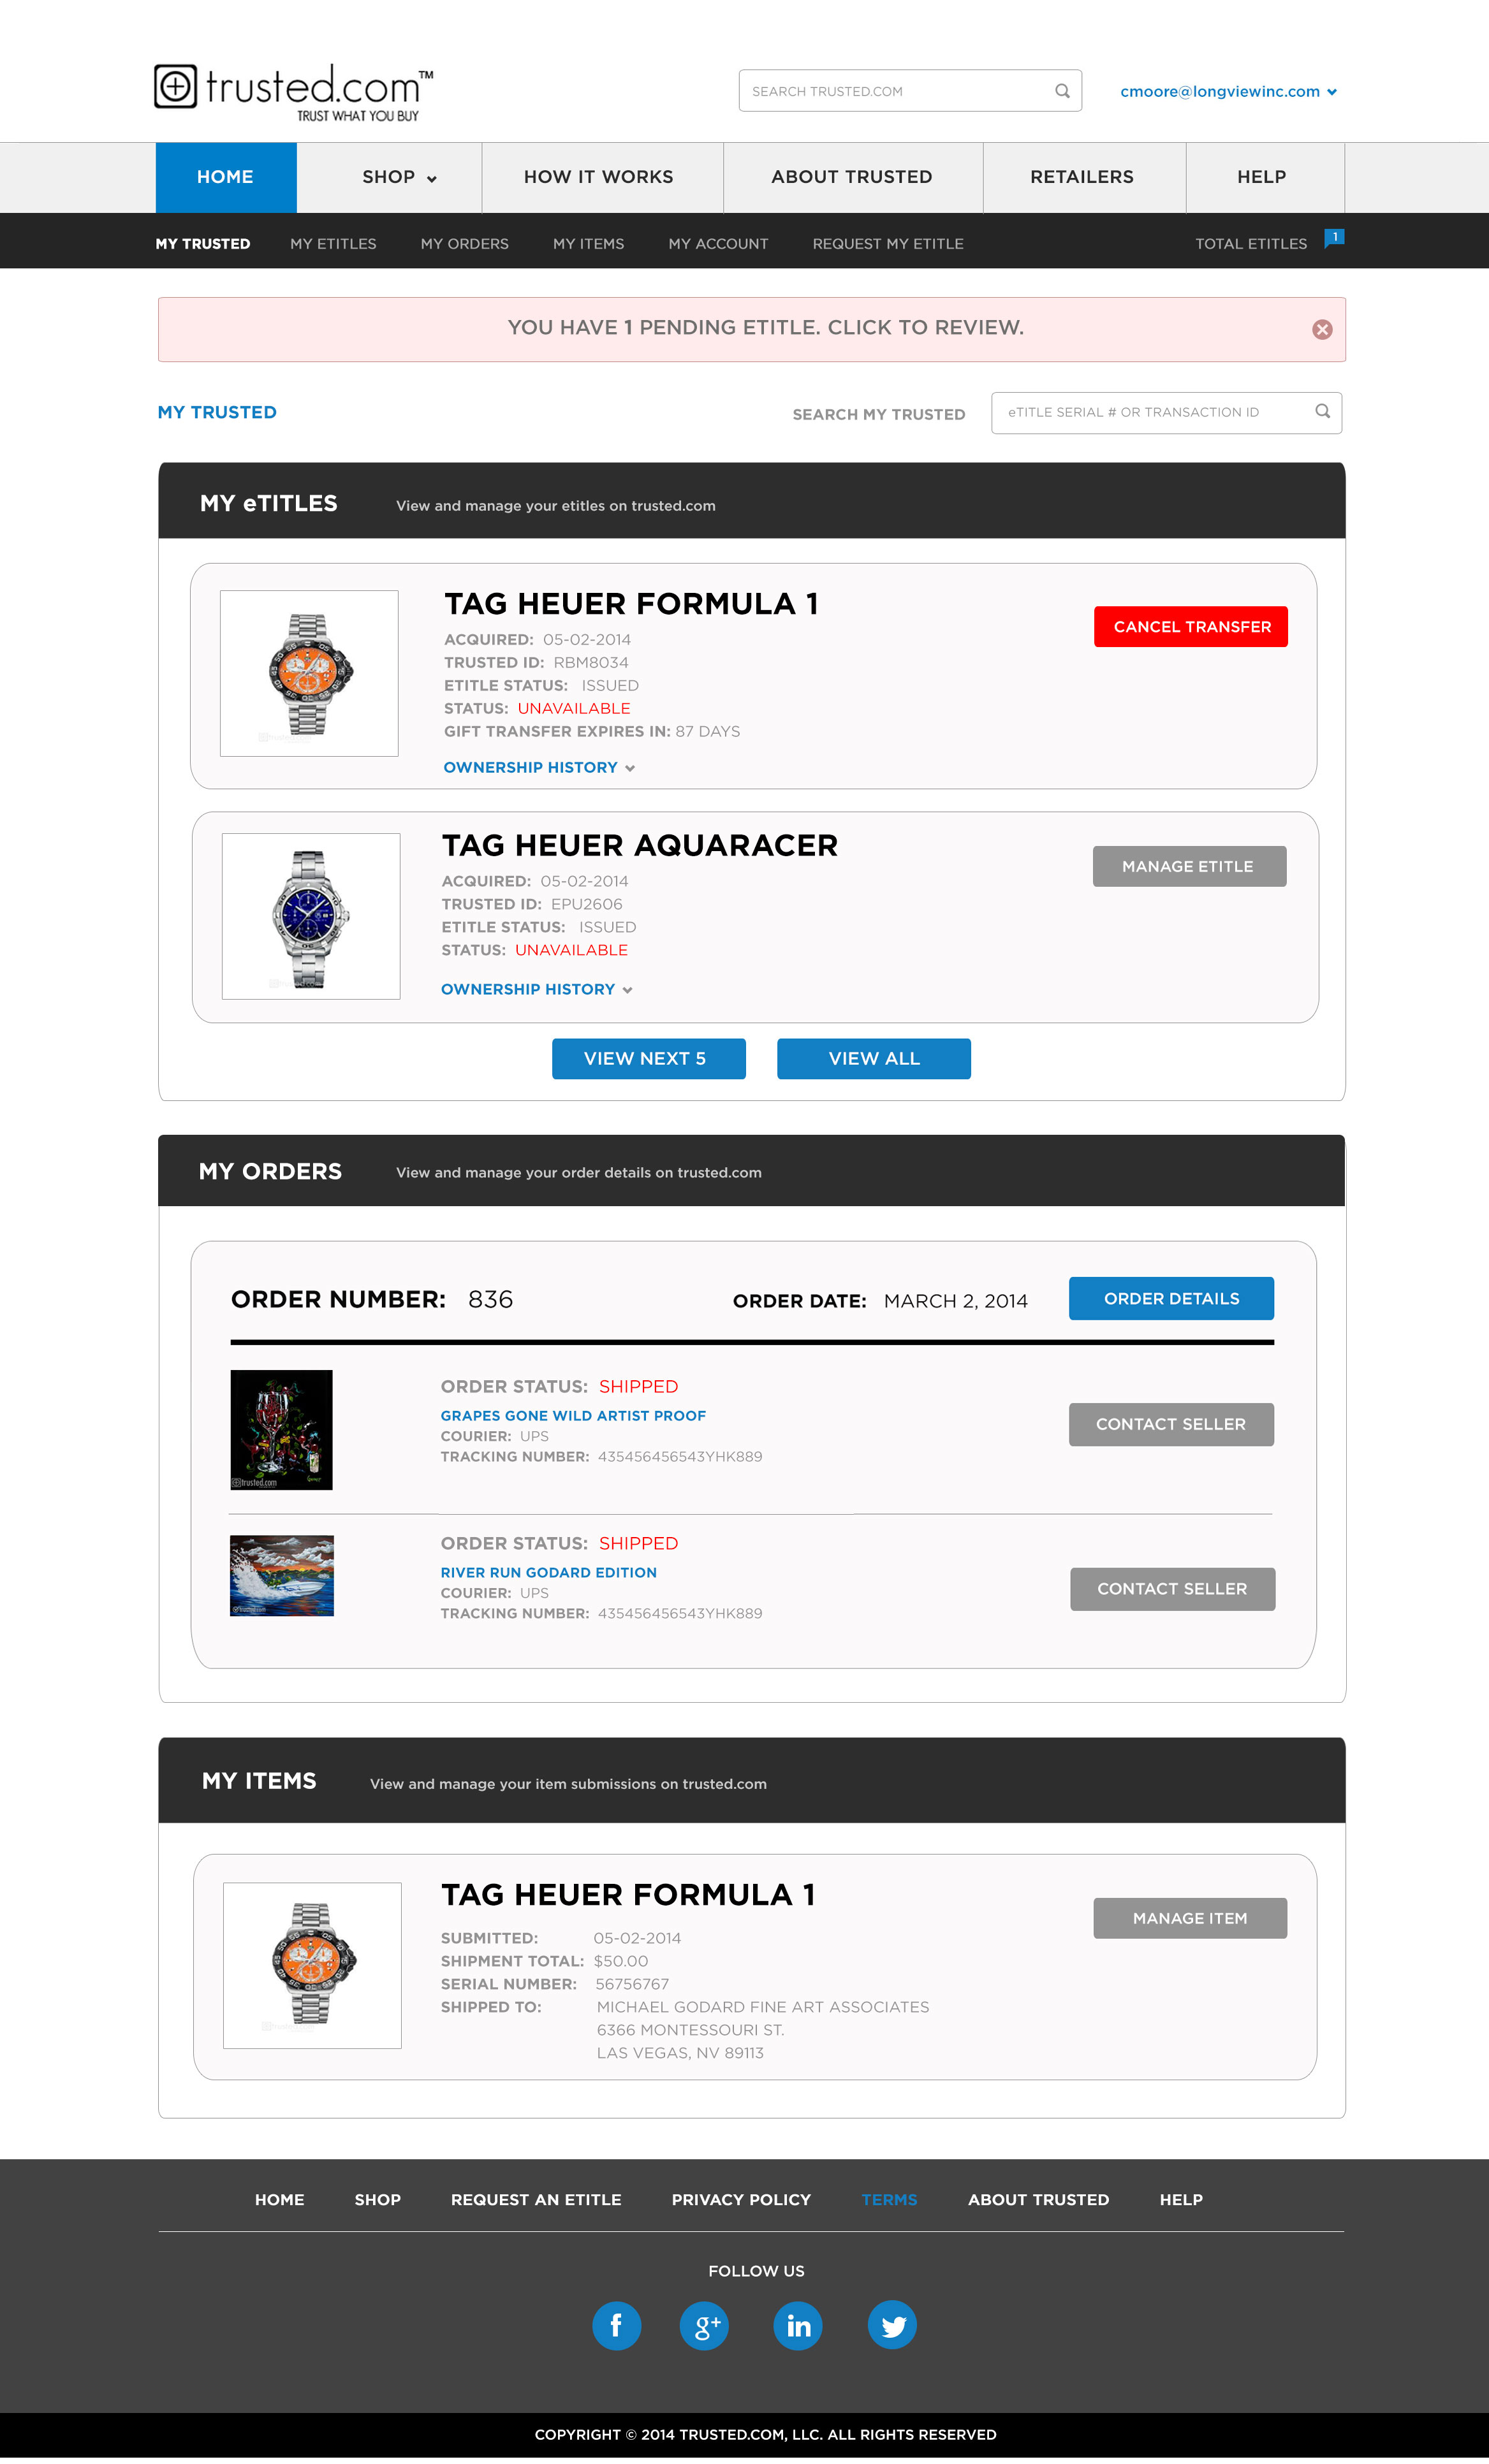 trusted.com™
TRUST WHAT YOU BUY
SEARCH TRUSTED.COM
cmoore@longviewinc.com
HOME SHOP HOW IT WORKS ABOUT TRUSTED RETAILERS HELP
MY TRUSTED MY ETITLES MY ORDERS MY ITEMS MY ACCOUNT REQUEST MY ETITLE TOTAL ETITLES 1
YOU HAVE 1 PENDING ETITLE. CLICK TO REVIEW.
MY TRUSTED SEARCH MY TRUSTED eTITLE SERIAL # OR TRANSACTION ID
MY eTITLES View and manage your etitles on trusted.com
TAG HEUER FORMULA 1
CANCEL TRANSFER
ACQUIRED: 05-02-2014
TRUSTED ID: RBM8034
ETITLE STATUS: ISSUED
STATUS: UNAVAILABLE
GIFT TRANSFER EXPIRES IN: 87 DAYS
OWNERSHIP HISTORY
TAG HEUER AQUARACER
MANAGE ETITLE
ACQUIRED: 05-02-2014
TRUSTED ID: EPU2606
ETITLE STATUS: ISSUED
STATUS: UNAVAILABLE
OWNERSHIP HISTORY
VIEW NEXT 5 VIEW ALL
MY ORDERS View and manage your order details on trusted.com
ORDER NUMBER: 836 ORDER DATE: MARCH 2, 2014 ORDER DETAILS
ORDER STATUS: SHIPPED
GRAPES GONE WILD ARTIST PROOF
CONTACT SELLER
COURIER: UPS
TRACKING NUMBER: 435456456543YHK889
trusted.com
ORDER STATUS: SHIPPED
RIVER RUN GODARD EDITION
CONTACT SELLER
COURIER: UPS
TRACKING NUMBER: 435456456543YHK889
MY ITEMS View and manage your item submissions on trusted.com
TAG HEUER FORMULA 1
MANAGE ITEM
SUBMITTED: 05-02-2014
SHIPMENT TOTAL: $50.00
SERIAL NUMBER: 56756767
SHIPPED TO: MICHAEL GODARD FINE ART ASSOCIATES
6366 MONTESSOURI ST.
LAS VEGAS, NV 89113
HOME SHOP REQUEST AN ETITLE PRIVACY POLICY TERMS ABOUT TRUSTED HELP
FOLLOW US
f g+ in
COPYRIGHT © 2014 TRUSTED.COM, LLC. ALL RIGHTS RESERVED